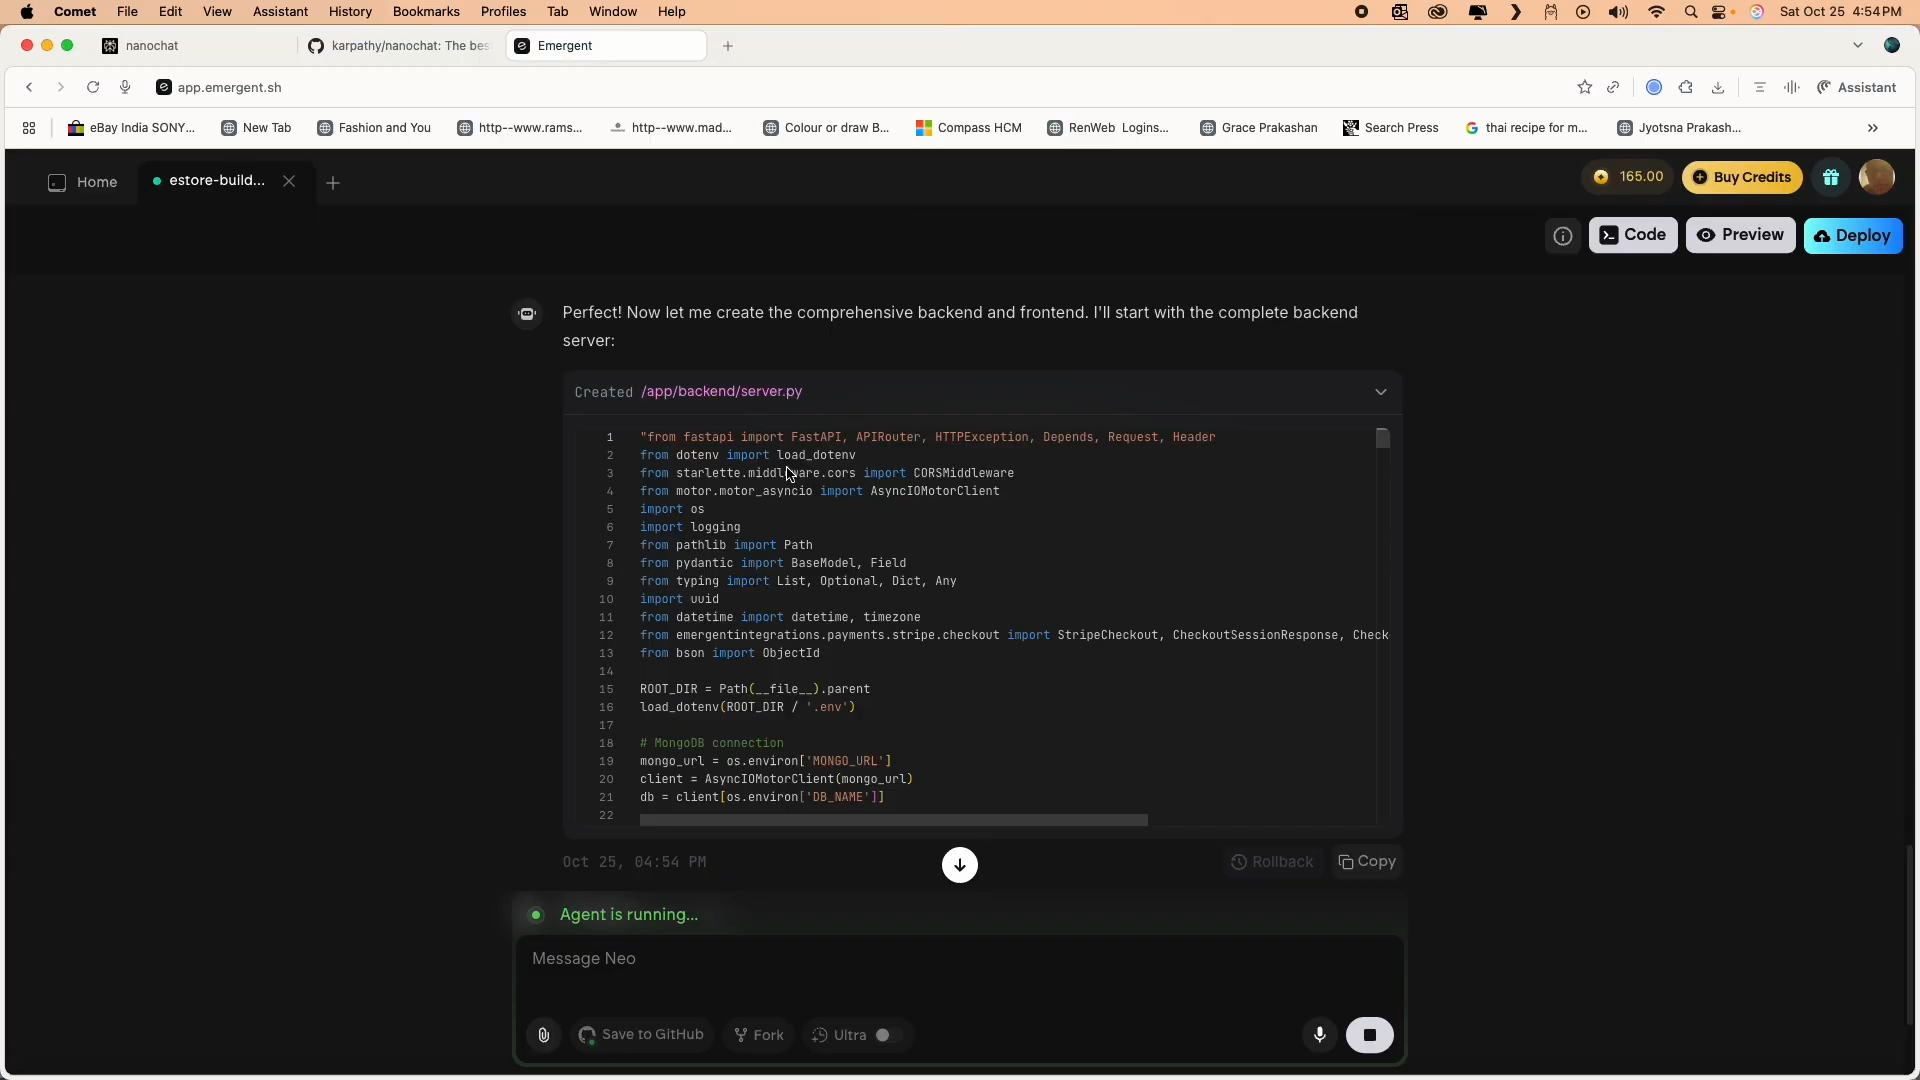 Comet File Edit View Assistant History Bookmarks Profiles Tab Window Help Sat Oct 25 4:54 PM
nanochat karpathy/nanochat: The bes Emergent
app.emergent.sh Assistant
eBay India SONY... New Tab Fashion and You http--www.rams... http--www.mad... Colour or draw B... Compass HCM RenWeb Logins... Grace Prakashan Search Press thai recipe for m... Jyotsna Prakash...
Home estore-build... 165.00 Buy Credits
Code Preview Deploy
Perfect! Now let me create the comprehensive backend and frontend. I'll start with the complete backend
server:
Created /app/backend/server.py
1 "from fastapi import FastAPI, APIRouter, HTTPException, Depends, Request, Header
2 from dotenv import load_dotenv
3 from starlette.middleware.cors import CORSMiddleware
4 from motor.motor_asyncio import AsyncIOMotorClient
5 import os
6 import logging
7 from pathlib import Path
8 from pydantic import BaseModel, Field
9 from typing import List, Optional, Dict, Any
10 import uuid
11 from datetime import datetime, timezone
12 from emergentintegrations.payments.stripe.checkout import StripeCheckout, CheckoutSessionResponse, Check
13 from bson import ObjectId
14
15 ROOT_DIR = Path(__file__).parent
16 load_dotenv(ROOT_DIR / '.env')
17
18 # MongoDB connection
19 mongo_url = os.environ['MONGO_URL']
20 client = AsyncIOMotorClient(mongo_url)
21 db = client[os.environ['DB_NAME']]
22
Oct 25, 04:54 PM Rollback Copy
Agent is running...
Message Neo
Save to GitHub Fork Ultra